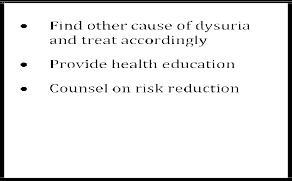 • Find other cause of dysuria
and treat accordingly
• Provide health education
• Counsel on risk reduction